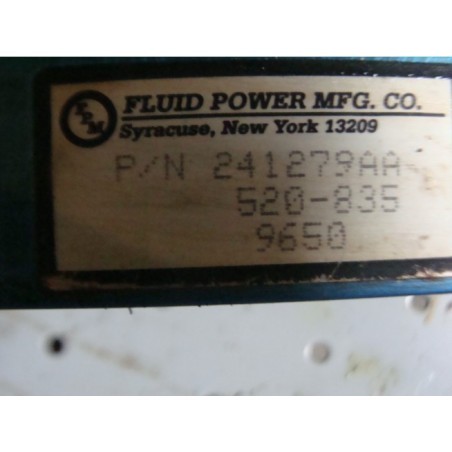 FPM
FLUID POWER MFG. CO.
Syracuse, New York 13209
P/N 241279AA
520-835
9650